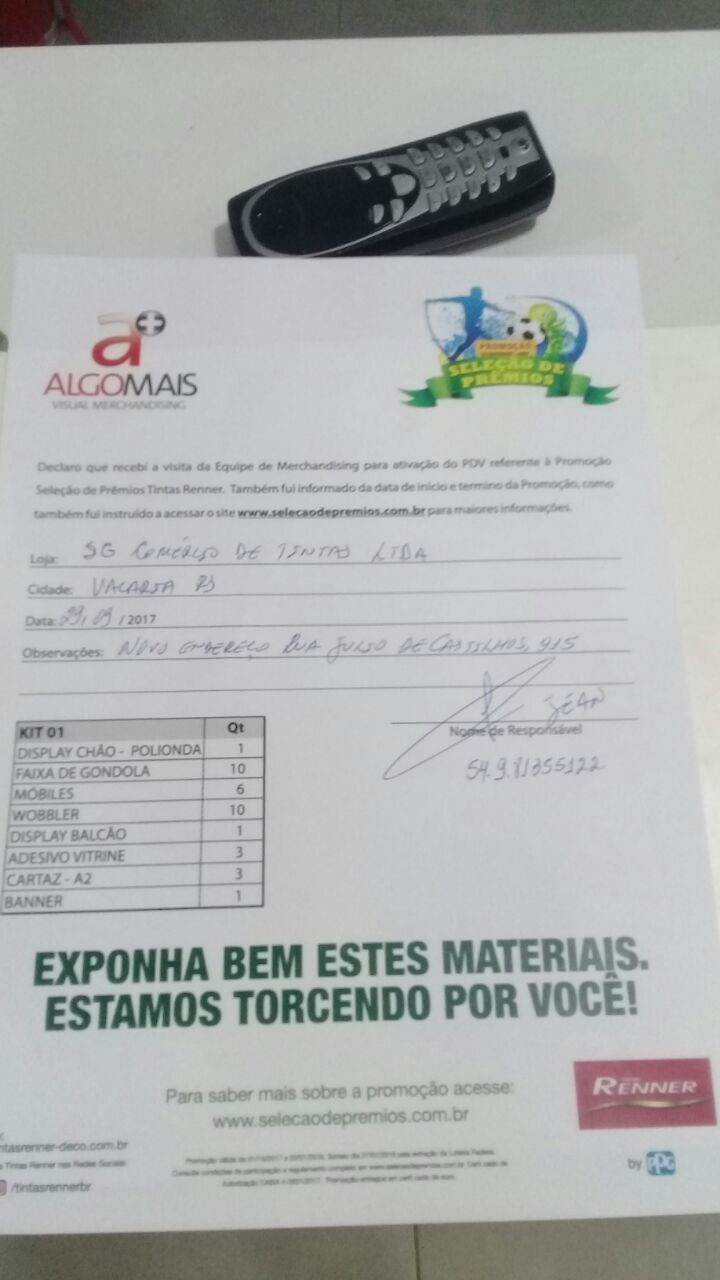 a+
ALGOMAIS
VISUAL MERCHANDISING
PROMOÇÃO
SELEÇÃO DE
PRÊMIOS
Declaro que recebi a visita da Equipe de Merchandising para ativação do PDV referente à Promoção
Seleção de Prêmios Tintas Renner. Também fui informado da data de inicio e termino da Promoção, como
também fui instruído a acessar o site www.selecaodepremios.com.br para maiores informações.
Loja: SG COMÉRCIO DE TINTAS LTDA
Cidade: VACARIA RS
Data: 29/09/2017
Observações: NOVO ENDEREÇO RUA JULIO DE CASTILHOS, 915
JEAN
Nome de Responsável
54.9.81355122
KIT 01 Qt
DISPLAY CHÃO - POLIONDA 1
FAIXA DE GONDOLA 10
MÓBILES 6
WOBBLER 10
DISPLAY BALCÃO 1
ADESIVO VITRINE 3
CARTAZ - A2 3
BANNER 1
EXPONHA BEM ESTES MATERIAIS.
ESTAMOS TORCENDO POR VOCÊ!
Para saber mais sobre a promoção acesse:
www.selecaodepremios.com.br
RENNER
by PPG
ntasrenner-deco.com.br
a Tintas Renner nas Redes Sociais
/tintasrennerbr